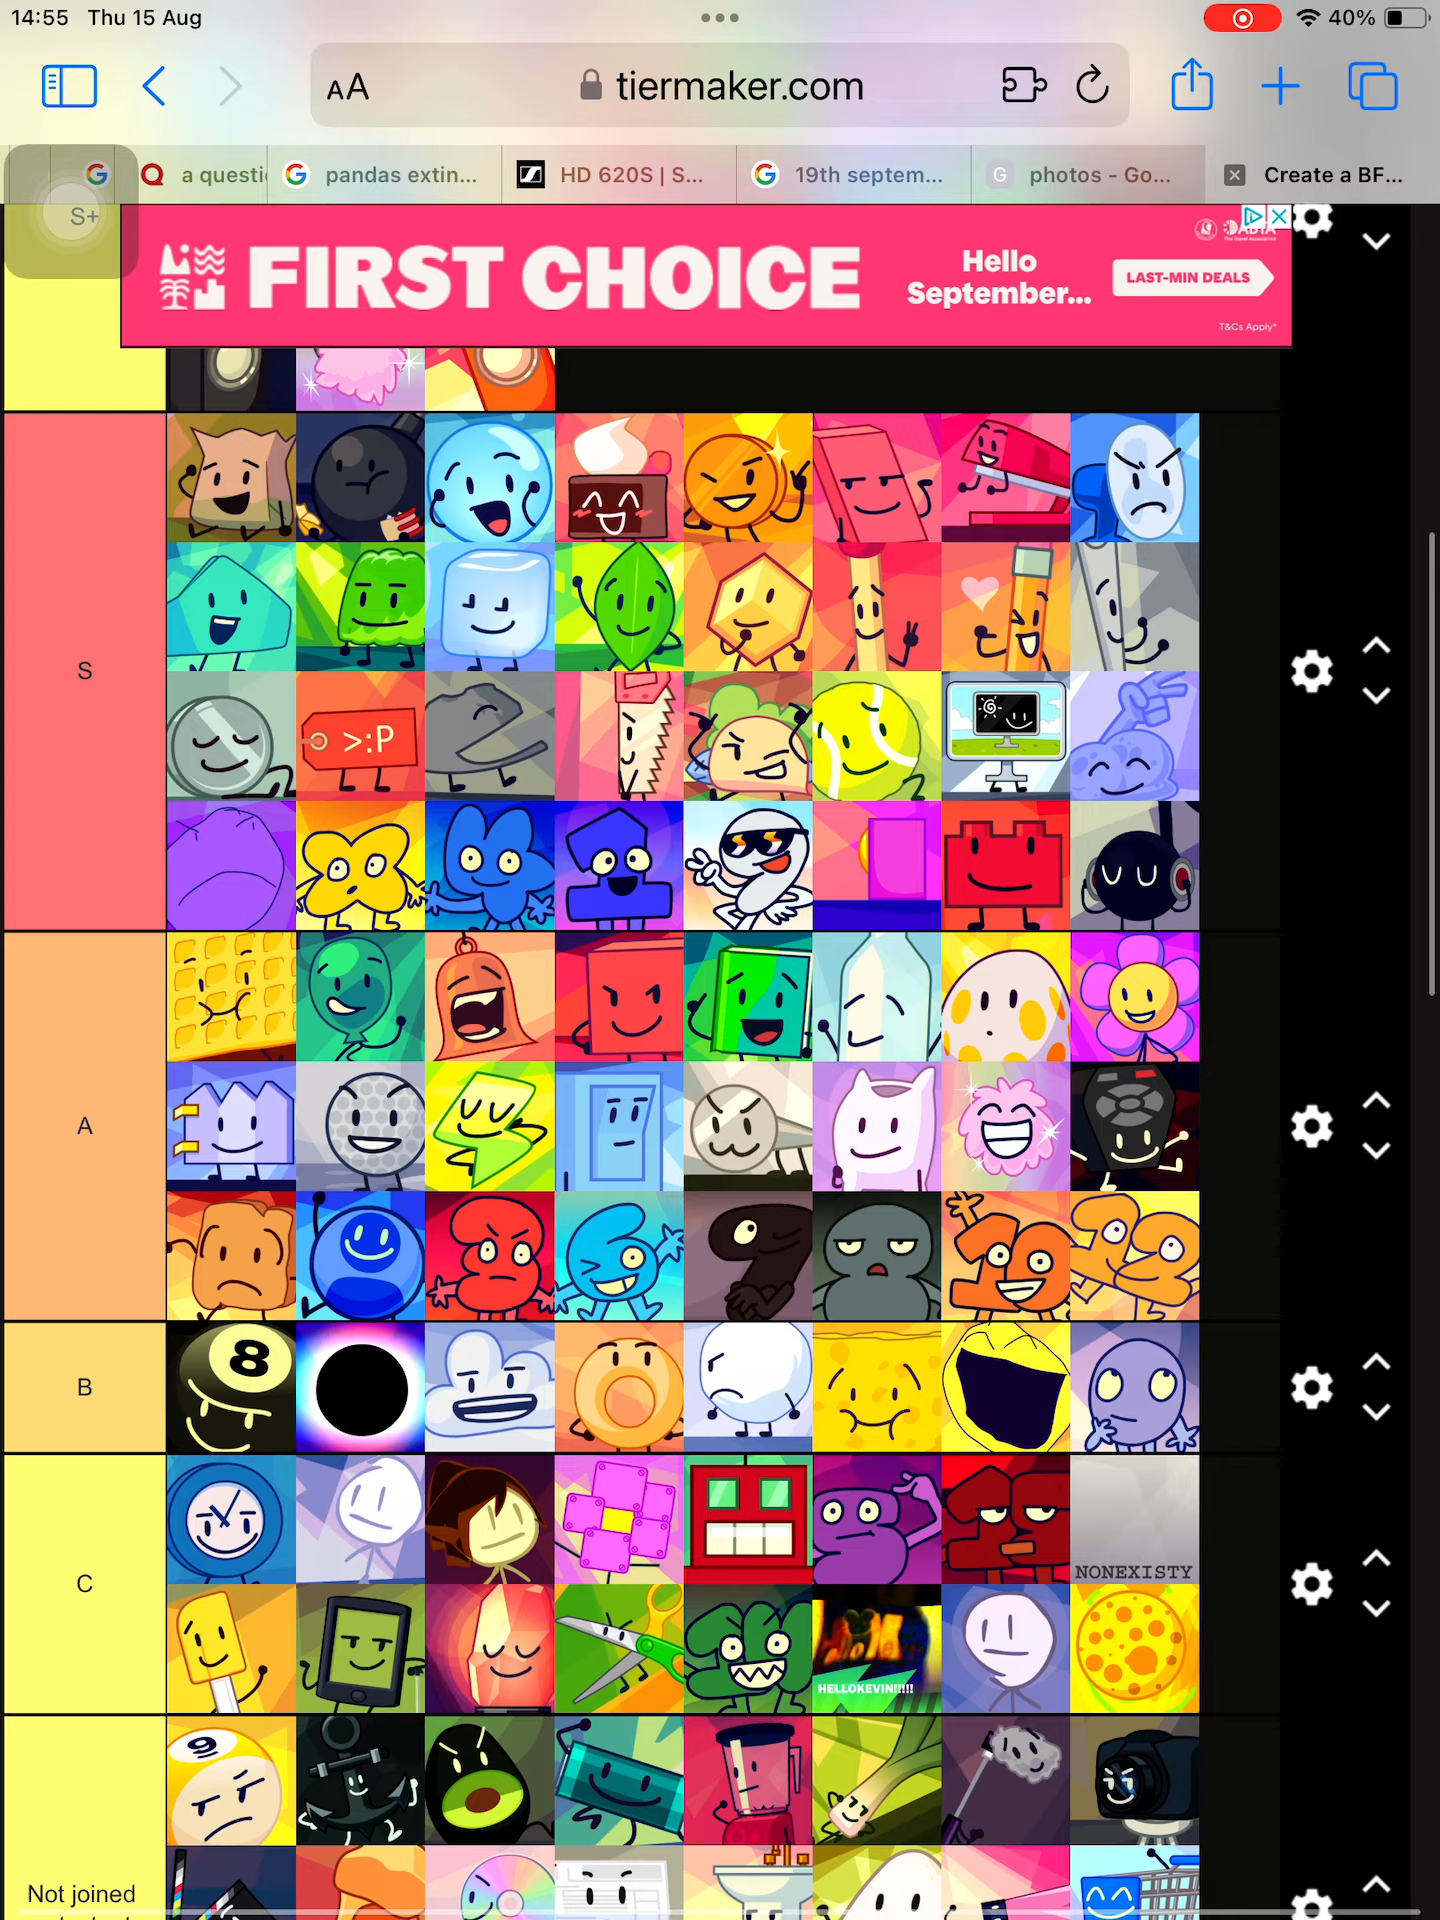 14:55 Thu 15 Aug
40%
AA
tiermaker.com
a questi
pandas extin...
HD 620S | S...
19th septem...
G
photos - Go...
Create a BF...
S+
FIRST CHOICE
Hello
September...
LAST-MIN DEALS
T&Cs Apply*
S
>:P
A
B
8
C
NONEXISTY
HELLOKEVIN!!!!!
9
Not joined